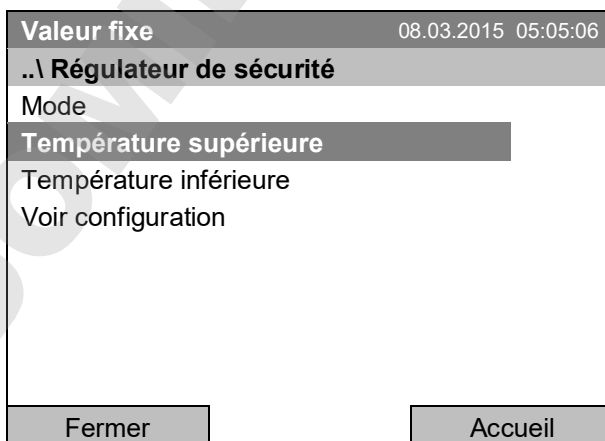 Valeur fixe 08.03.2015 05:05:06
..\ Régulateur de sécurité
Mode
Température supérieure
Température inférieure
Voir configuration
Fermer Accueil